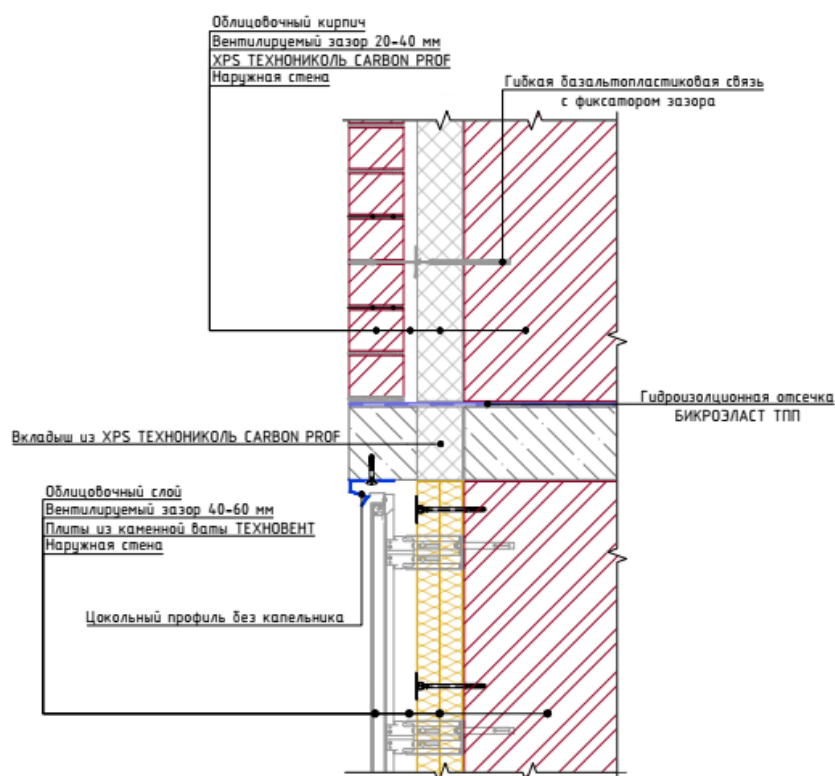 Облицовочный кирпич
Вентилируемый зазор 20-40 мм
XPS ТЕХНОНИКОЛЬ CARBON PROF
Наружная стена
Гибкая базальтопластиковая связь
с фиксатором зазора
Гидроизолционная отсечка
БИКРОЭЛАСТ ТПП
Вкладыш из XPS ТЕХНОНИКОЛЬ CARBON PROF
Облицовочный слой
Вентилируемый зазор 40-60 мм
Плиты из каменной ваты ТЕХНОВЕНТ
Наружная стена
Цокольный профиль без капельника